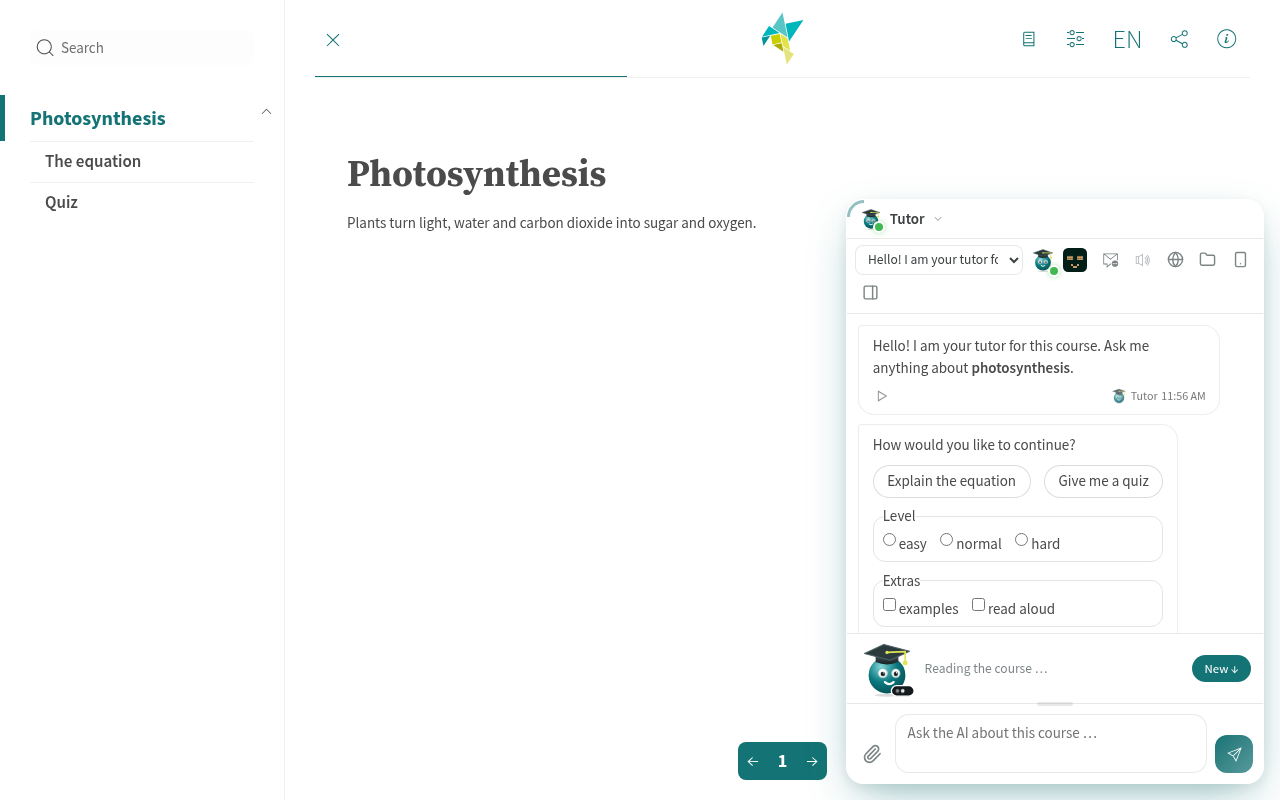 Search
Photosynthesis
The equation
Quiz
EN
Photosynthesis
Plants turn light, water and carbon dioxide into sugar and oxygen.
1
Tutor
Hello! I am your tutor fo
Hello! I am your tutor for this course. Ask me
anything about photosynthesis.
Tutor 11:56 AM
How would you like to continue?
Explain the equation
Give me a quiz
Level
easy normal hard
Extras
examples read aloud
Reading the course …
New ↓
Ask the AI about this course …